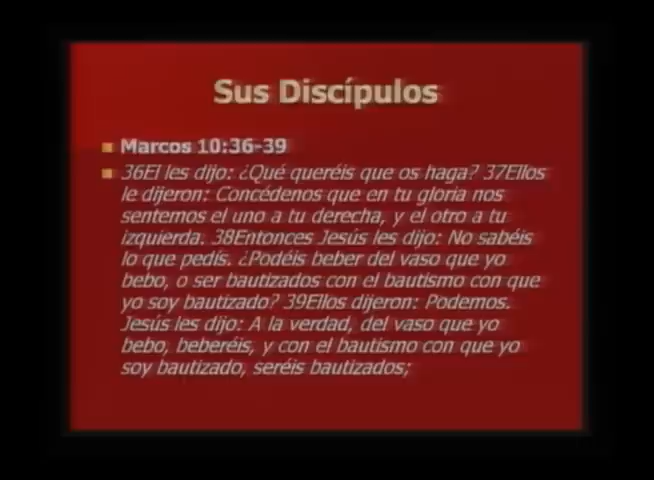 Sus Discípulos
Marcos 10:36-39
36El les dijo: ¿Qué queréis que os haga? 37Ellos
le dijeron: Concédenos que en tu gloria nos
sentemos el uno a tu derecha, y el otro a tu
izquierda. 38Entonces Jesús les dijo: No sabéis
lo que pedís. ¿Podéis beber del vaso que yo
bebo, o ser bautizados con el bautismo con que
yo soy bautizado? 39Ellos dijeron: Podemos.
Jesús les dijo: A la verdad, del vaso que yo
bebo, beberéis, y con el bautismo con que yo
soy bautizado, seréis bautizados;